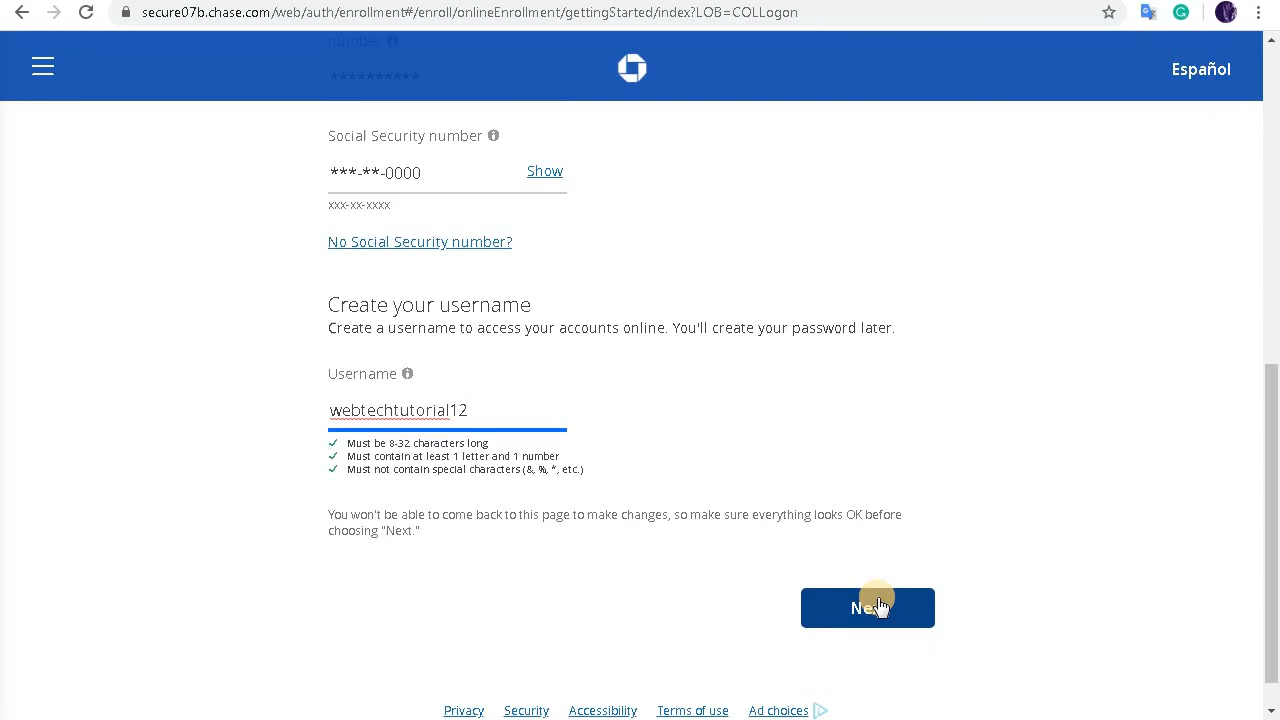 secure07b.chase.com/web/auth/enrollment#/enroll/onlineEnrollment/gettingStarted/index?LOB=COLLogon
number
**********
Español
Social Security number
***-**-0000 Show
xxx-xx-xxxx
No Social Security number?
Create your username
Create a username to access your accounts online. You'll create your password later.
Username
webtechtutorial12
Must be 8-32 characters long
Must contain at least 1 letter and 1 number
Must not contain special characters (&, %, *, etc.)
You won't be able to come back to this page to make changes, so make sure everything looks OK before
choosing "Next."
Privacy Security Accessibility Terms of use Ad choices